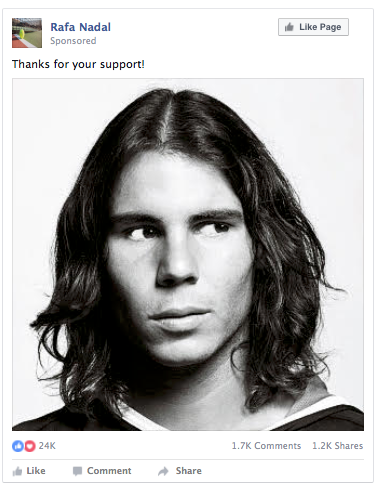 Rafa Nadal
Like Page
Sponsored
Thanks for your support!
24K
1.7K Comments 1.2K Shares
Like Comment Share